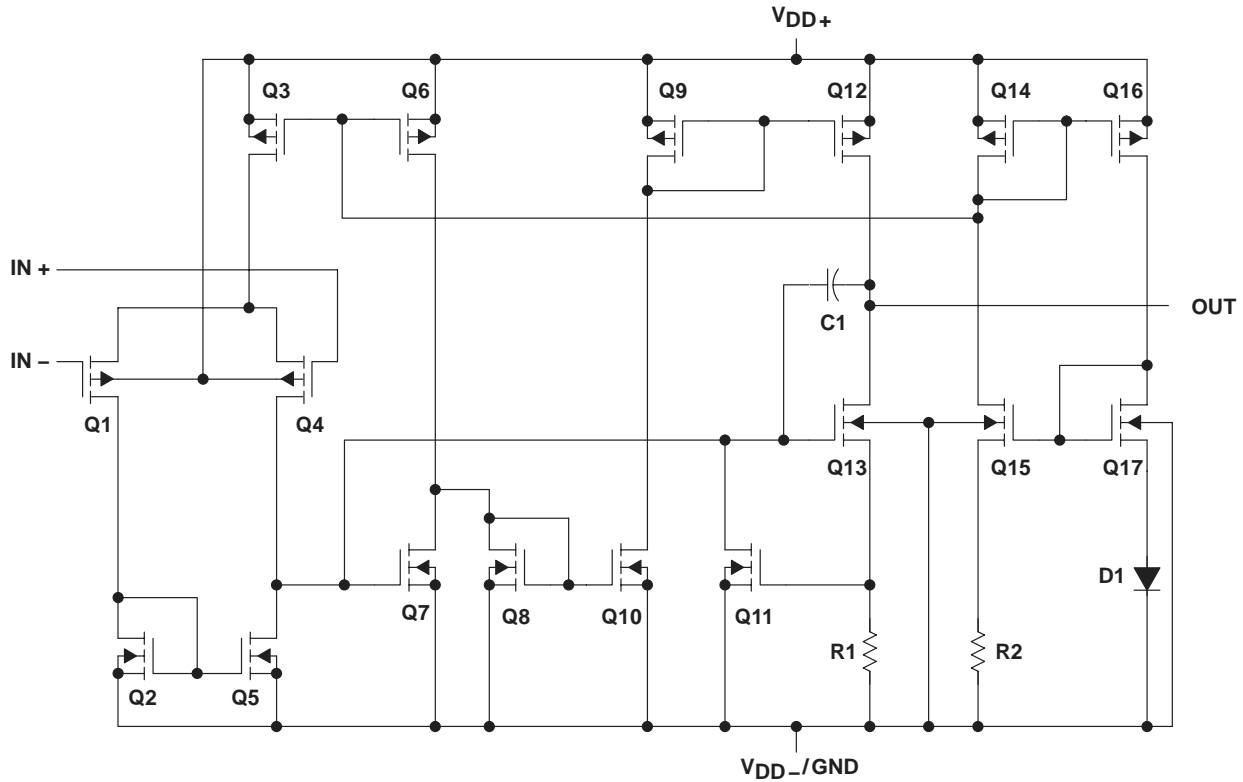 VDD+
Q3
Q6
Q9
Q12
Q14
Q16
IN +
C1
OUT
IN −
Q1
Q4
Q13
Q15
Q17
Q7
Q8
Q10
Q11
D1
R1
R2
Q2
Q5
VDD−/GND